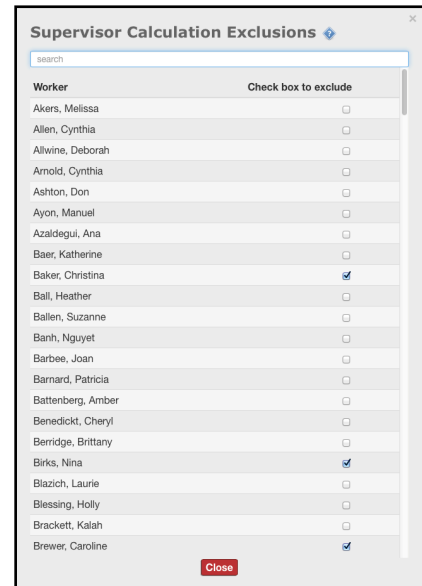 Supervisor Calculation Exclusions ?
×
search
Worker Check box to exclude
Akers, Melissa
Allen, Cynthia
Allwine, Deborah
Arnold, Cynthia
Ashton, Don
Ayon, Manuel
Azaldegui, Ana
Baer, Katherine
Baker, Christina
Ball, Heather
Ballen, Suzanne
Banh, Nguyet
Barbee, Joan
Barnard, Patricia
Battenberg, Amber
Benedickt, Cheryl
Berridge, Brittany
Birks, Nina
Blazich, Laurie
Blessing, Holly
Brackett, Kalah
Brewer, Caroline
Close